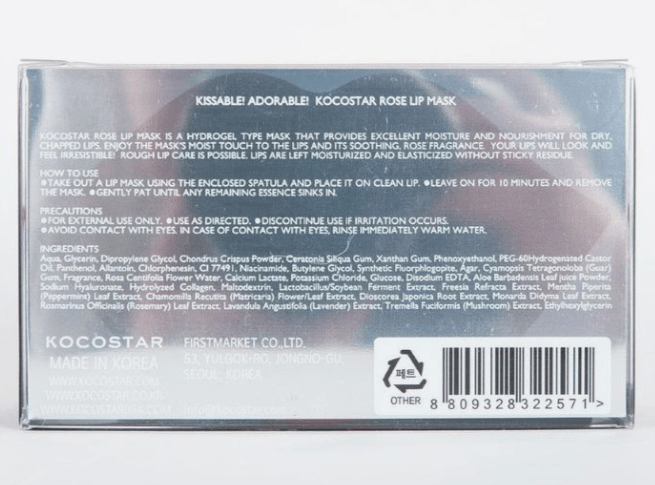 KISSABLE! ADORABLE! KOCOSTAR ROSE LIP MASK
KOCOSTAR ROSE LIP MASK IS A HYDROGEL TYPE MASK THAT PROVIDES EXCELLENT MOISTURE AND NOURISHMENT FOR DRY,
CHAPPED LIPS. ENJOY THE MASK'S MOIST TOUCH TO THE LIPS AND ITS SOOTHING, ROSE FRAGRANCE. YOUR LIPS WILL LOOK AND
FEEL IRRESISTIBLE! ROUGH LIP CARE IS POSSIBLE. LIPS ARE LEFT MOISTURIZED AND ELASTICIZED WITHOUT STICKY RESIDUE.
HOW TO USE
●TAKE OUT A LIP MASK USING THE ENCLOSED SPATULA AND PLACE IT ON CLEAN LIP. ●LEAVE ON FOR 10 MINUTES AND REMOVE
THE MASK. ●GENTLY PAT UNTIL ANY REMAINING ESSENCE SINKS IN.
PRECAUTIONS
●FOR EXTERNAL USE ONLY. ●USE AS DIRECTED. ●DISCONTINUE USE IF IRRITATION OCCURS.
●AVOID CONTACT WITH EYES. IN CASE OF CONTACT WITH EYES, RINSE IMMEDIATELY WARM WATER.
INGREDIENTS
Aqua, Glycerin, Dipropylene Glycol, Chondrus Crispus Powder, Ceratonia Siliqua Gum, Xanthan Gum, Phenoxyethanol, PEG-60Hydrogenated Castor
Oil, Panthenol, Allantoin, Chlorphenesin, CI 77491, Niacinamide, Butylene Glycol, Synthetic Fluorphlogopite, Agar, Cyamopsis Tetragonoloba (Guar)
Gum, Fragrance, Rosa Centifolia Flower Water, Calcium Lactate, Potassium Chloride, Glucose, Disodium EDTA, Aloe Barbadensis Leaf Juice Powder,
Sodium Hyaluronate, Hydrolyzed Collagen, Maltodextrin, Lactobacillus/Soybean Ferment Extract, Freesia Refracta Extract, Mentha Piperita
(Peppermint) Leaf Extract, Chamomilla Recutita (Matricaria) Flower/Leaf Extract, Dioscorea Japonica Root Extract, Monarda Didyma Leaf Extract,
Rosmarinus Officinalis (Rosemary) Leaf Extract, Lavandula Angustifolia (Lavender) Extract, Tremella Fuciformis (Mushroom) Extract, Ethylhexylglycerin
KOCOSTAR
MADE IN KOREA
WWW.KOCOSTAR.COM
WWW.KOCOSTAR.CO.KR
WWW.KOCOSTARUSA.COM
FIRSTMARKET CO.,LTD.
53, YULGOK-RO, JONGNO-GU,
SEOUL, KOREA
info@kocostar.com
페트
OTHER
8 809328 322571 >